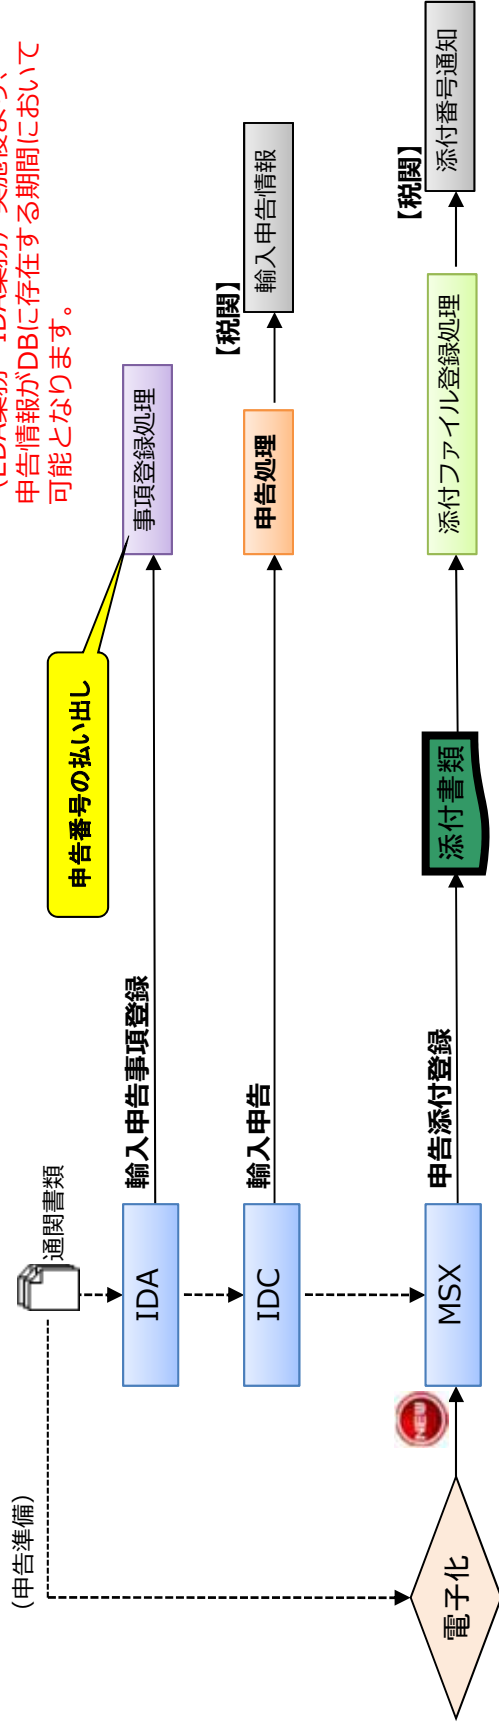 申告情報がDBに存在する期間において
可能となります。
(申告準備)
通関書類
申告番号の払い出し
IDA
輸入申告事項登録
事項登録処理
IDC
輸入申告
申告処理
【税関】
輸入申告情報
電子化
NEW
MSX
申告添付登録
添付書類
添付ファイル登録処理
【税関】
添付番号通知